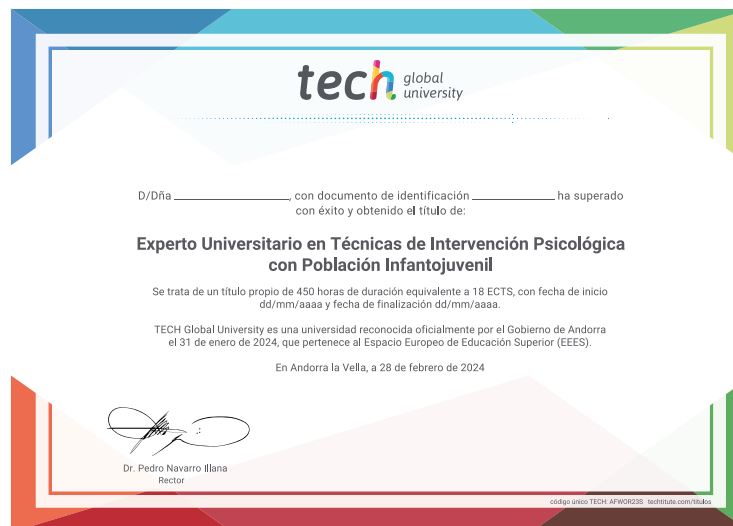 tech global
university
D/Dña ____________________, con documento de identificación ______________ ha superado
con éxito y obtenido el título de:
Experto Universitario en Técnicas de Intervención Psicológica
con Población Infantojuvenil
Se trata de un título propio de 450 horas de duración equivalente a 18 ECTS, con fecha de inicio
dd/mm/aaaa y fecha de finalización dd/mm/aaaa.
TECH Global University es una universidad reconocida oficialmente por el Gobierno de Andorra
el 31 de enero de 2024, que pertenece al Espacio Europeo de Educación Superior (EEES).
En Andorra la Vella, a 28 de febrero de 2024
Dr. Pedro Navarro Illana
Rector
código único TECH: AFWOR23S techtitute.com/titulos